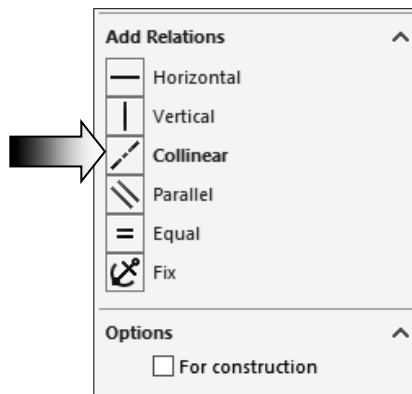 Add Relations
Horizontal
Vertical
Collinear
Parallel
Equal
Fix
Options
For construction